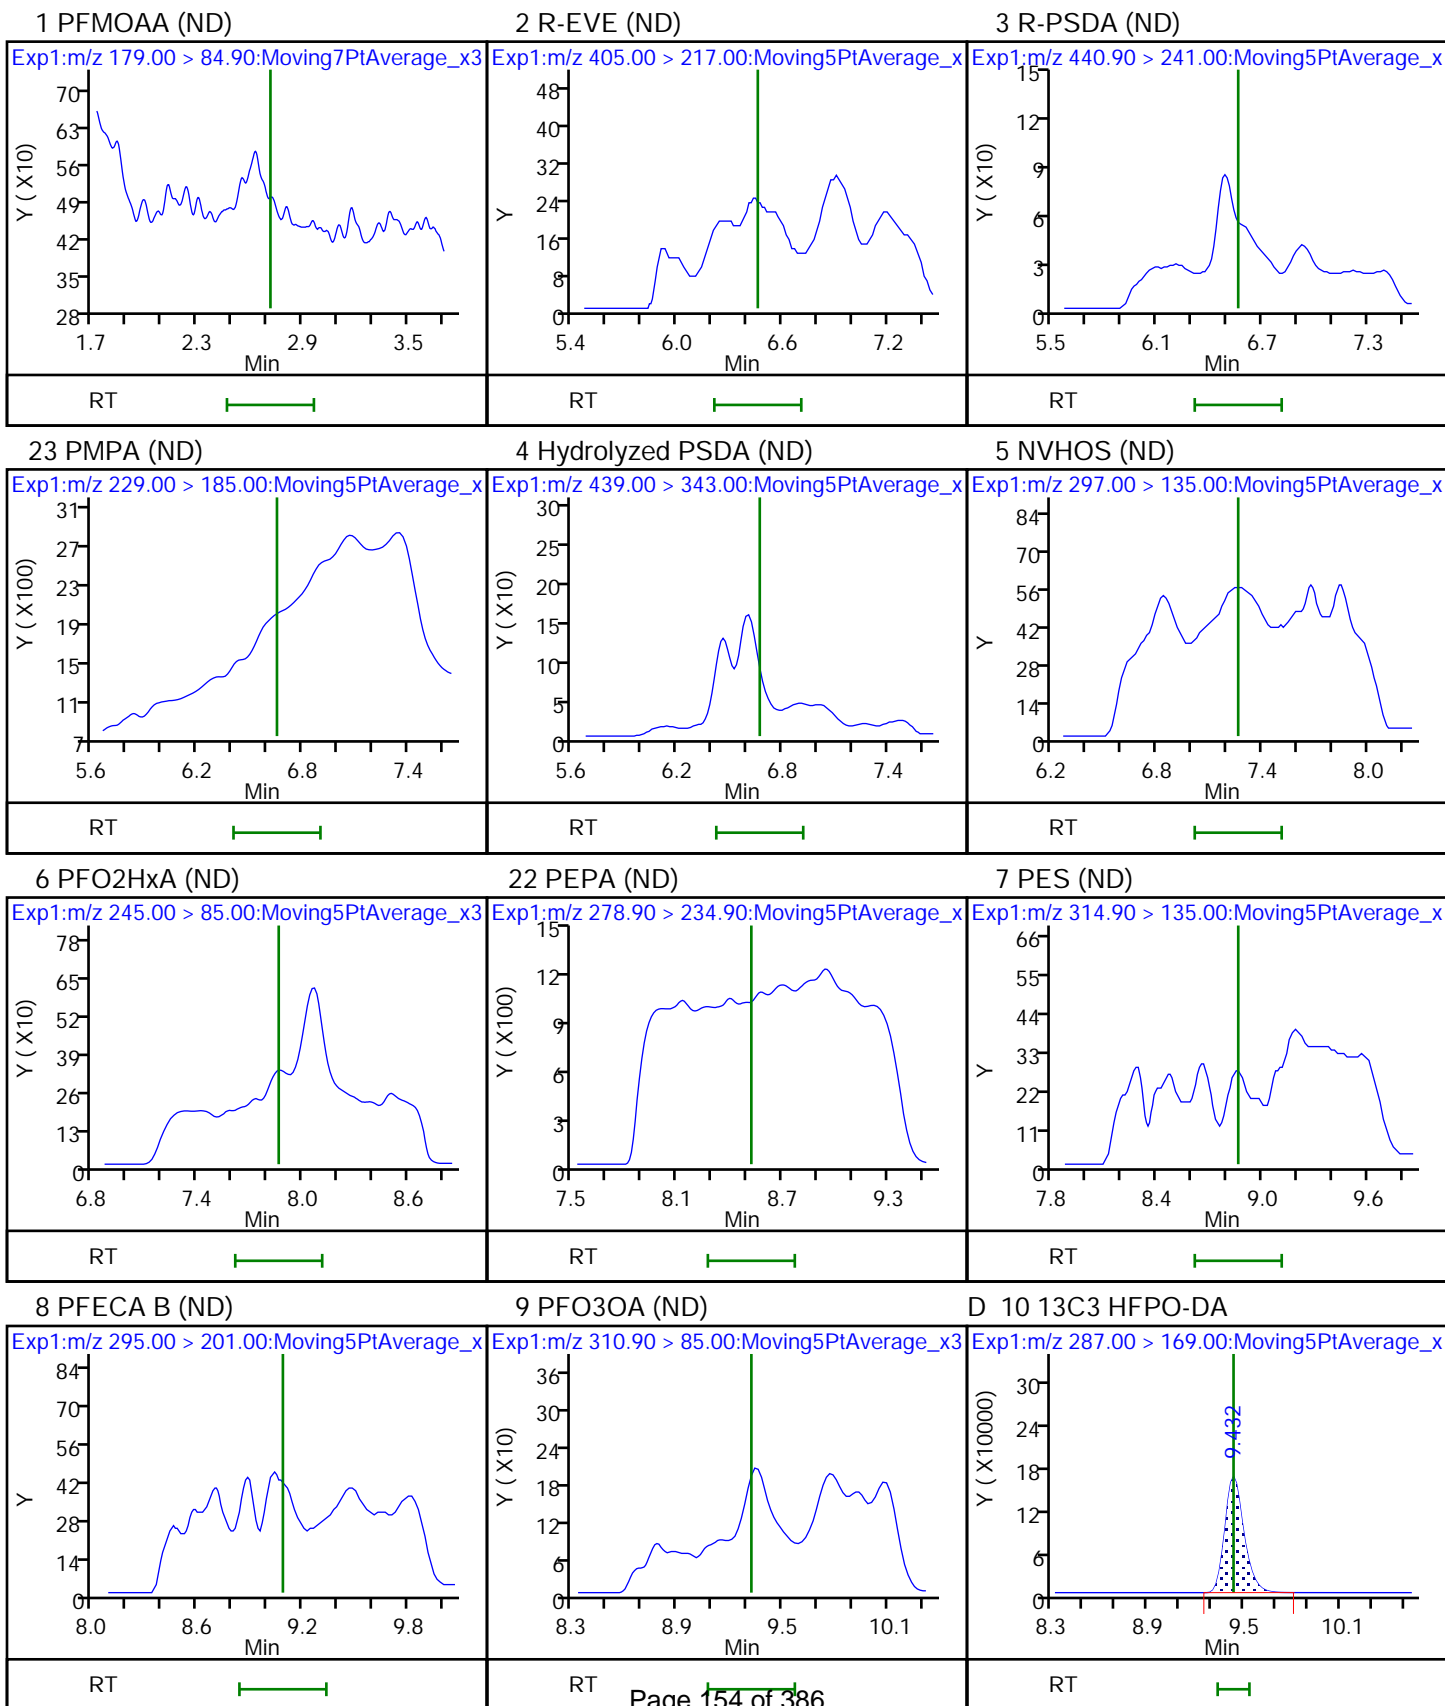 1 PFMOAA (ND)
Exp1:m/z 179.00 > 84.90:Moving7PtAverage_x3
Y ( X10)
70
63
56
49
42
35
28
1.7 2.3 2.9 3.5
Min
RT
2 R-EVE (ND)
Exp1:m/z 405.00 > 217.00:Moving5PtAverage_x
Y
48
40
32
24
16
8
0
5.4 6.0 6.6 7.2
Min
RT
3 R-PSDA (ND)
Exp1:m/z 440.90 > 241.00:Moving5PtAverage_x
Y ( X10)
15
12
9
6
3
0
5.5 6.1 6.7 7.3
Min
RT
23 PMPA (ND)
Exp1:m/z 229.00 > 185.00:Moving5PtAverage_x
Y ( X100)
31
27
23
19
15
11
7
5.6 6.2 6.8 7.4
Min
RT
4 Hydrolyzed PSDA (ND)
Exp1:m/z 439.00 > 343.00:Moving5PtAverage_x
Y ( X10)
30
25
20
15
10
5
0
5.6 6.2 6.8 7.4
Min
RT
5 NVHOS (ND)
Exp1:m/z 297.00 > 135.00:Moving5PtAverage_x
Y
84
70
56
42
28
14
0
6.2 6.8 7.4 8.0
Min
RT
6 PFO2HxA (ND)
Exp1:m/z 245.00 > 85.00:Moving5PtAverage_x3
Y ( X10)
78
65
52
39
26
13
0
6.8 7.4 8.0 8.6
Min
RT
22 PEPA (ND)
Exp1:m/z 278.90 > 234.90:Moving5PtAverage_x
Y ( X100)
15
12
9
6
3
0
7.5 8.1 8.7 9.3
Min
RT
7 PES (ND)
Exp1:m/z 314.90 > 135.00:Moving5PtAverage_x
Y
66
55
44
33
22
11
0
7.8 8.4 9.0 9.6
Min
RT
8 PFECA B (ND)
Exp1:m/z 295.00 > 201.00:Moving5PtAverage_x
Y
84
70
56
42
28
14
0
8.0 8.6 9.2 9.8
Min
RT
9 PFO3OA (ND)
Exp1:m/z 310.90 > 85.00:Moving5PtAverage_x3
Y ( X10)
36
30
24
18
12
6
0
8.3 8.9 9.5 10.1
Min
RT
D 10 13C3 HFPO-DA
Exp1:m/z 287.00 > 169.00:Moving5PtAverage_x
Y ( X10000)
30
24
18
12
6
0
9.432
8.3 8.9 9.5 10.1
Min
RT
Page 154 of 386